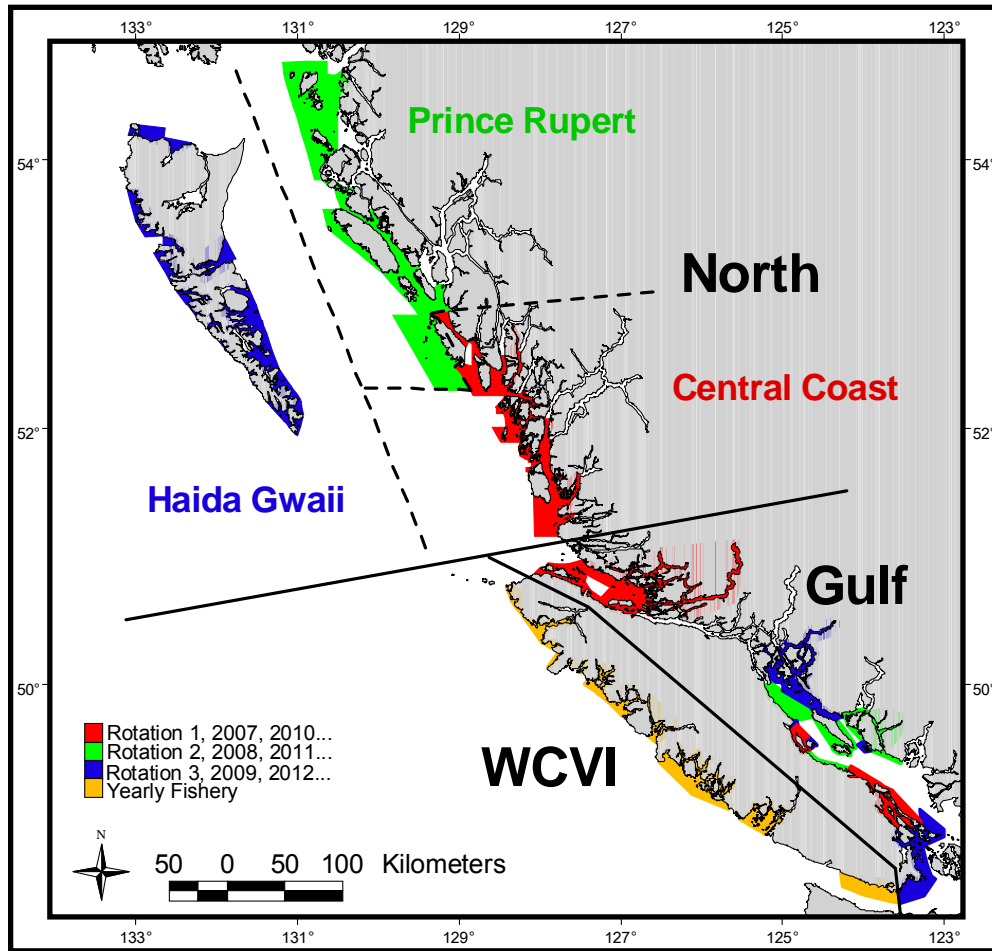 133° 131° 129° 127° 125° 123°
54° 54°
Prince Rupert
North
Central Coast
52° 52°
Haida Gwaii
Gulf
50° 50°
WCVI
Rotation 1, 2007, 2010...
Rotation 2, 2008, 2011...
Rotation 3, 2009, 2012...
Yearly Fishery
N
50 0 50 100 Kilometers
133° 131° 129° 127° 125° 123°